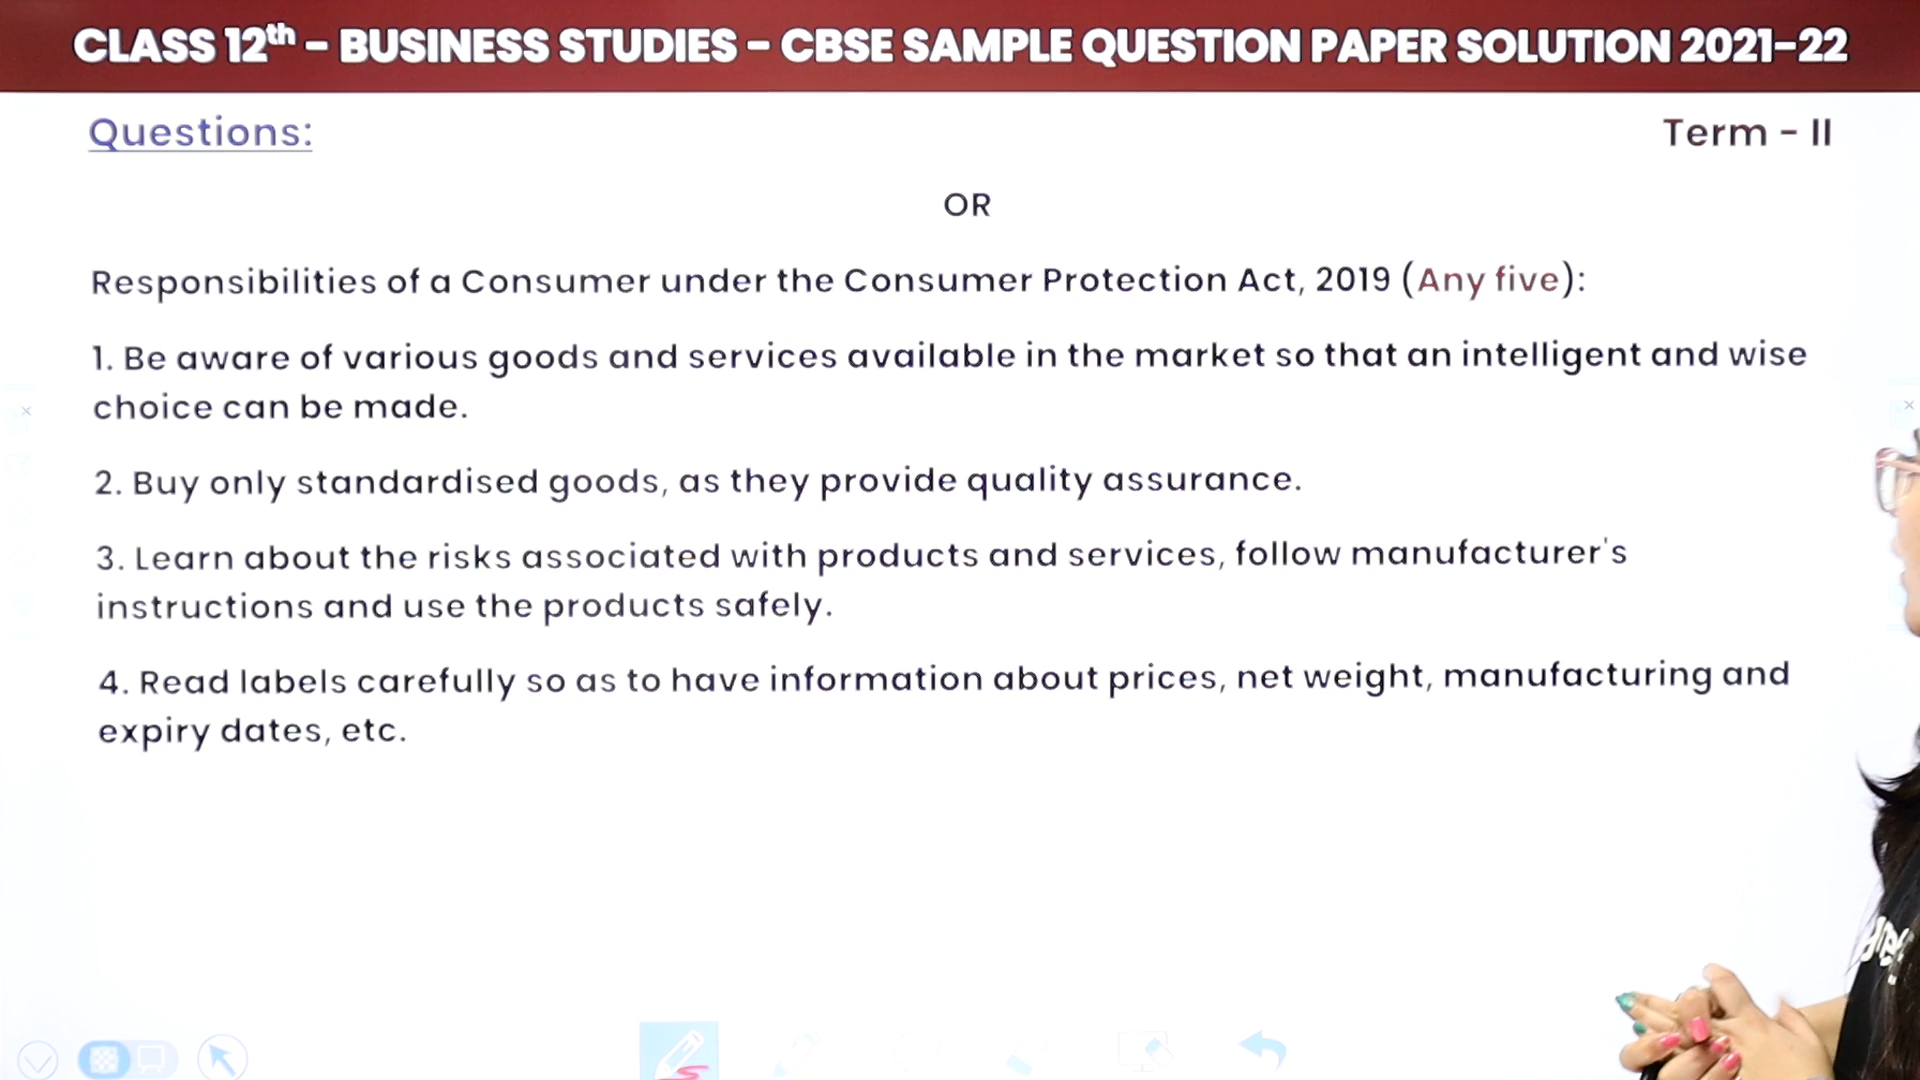 CLASS 12th - BUSINESS STUDIES - CBSE SAMPLE QUESTION PAPER SOLUTION 2021-22
Questions:
Term - II
OR
Responsibilities of a Consumer under the Consumer Protection Act, 2019 (Any five):
1. Be aware of various goods and services available in the market so that an intelligent and wise
choice can be made.
2. Buy only standardised goods, as they provide quality assurance.
3. Learn about the risks associated with products and services, follow manufacturer's
instructions and use the products safely.
4. Read labels carefully so as to have information about prices, net weight, manufacturing and
expiry dates, etc.